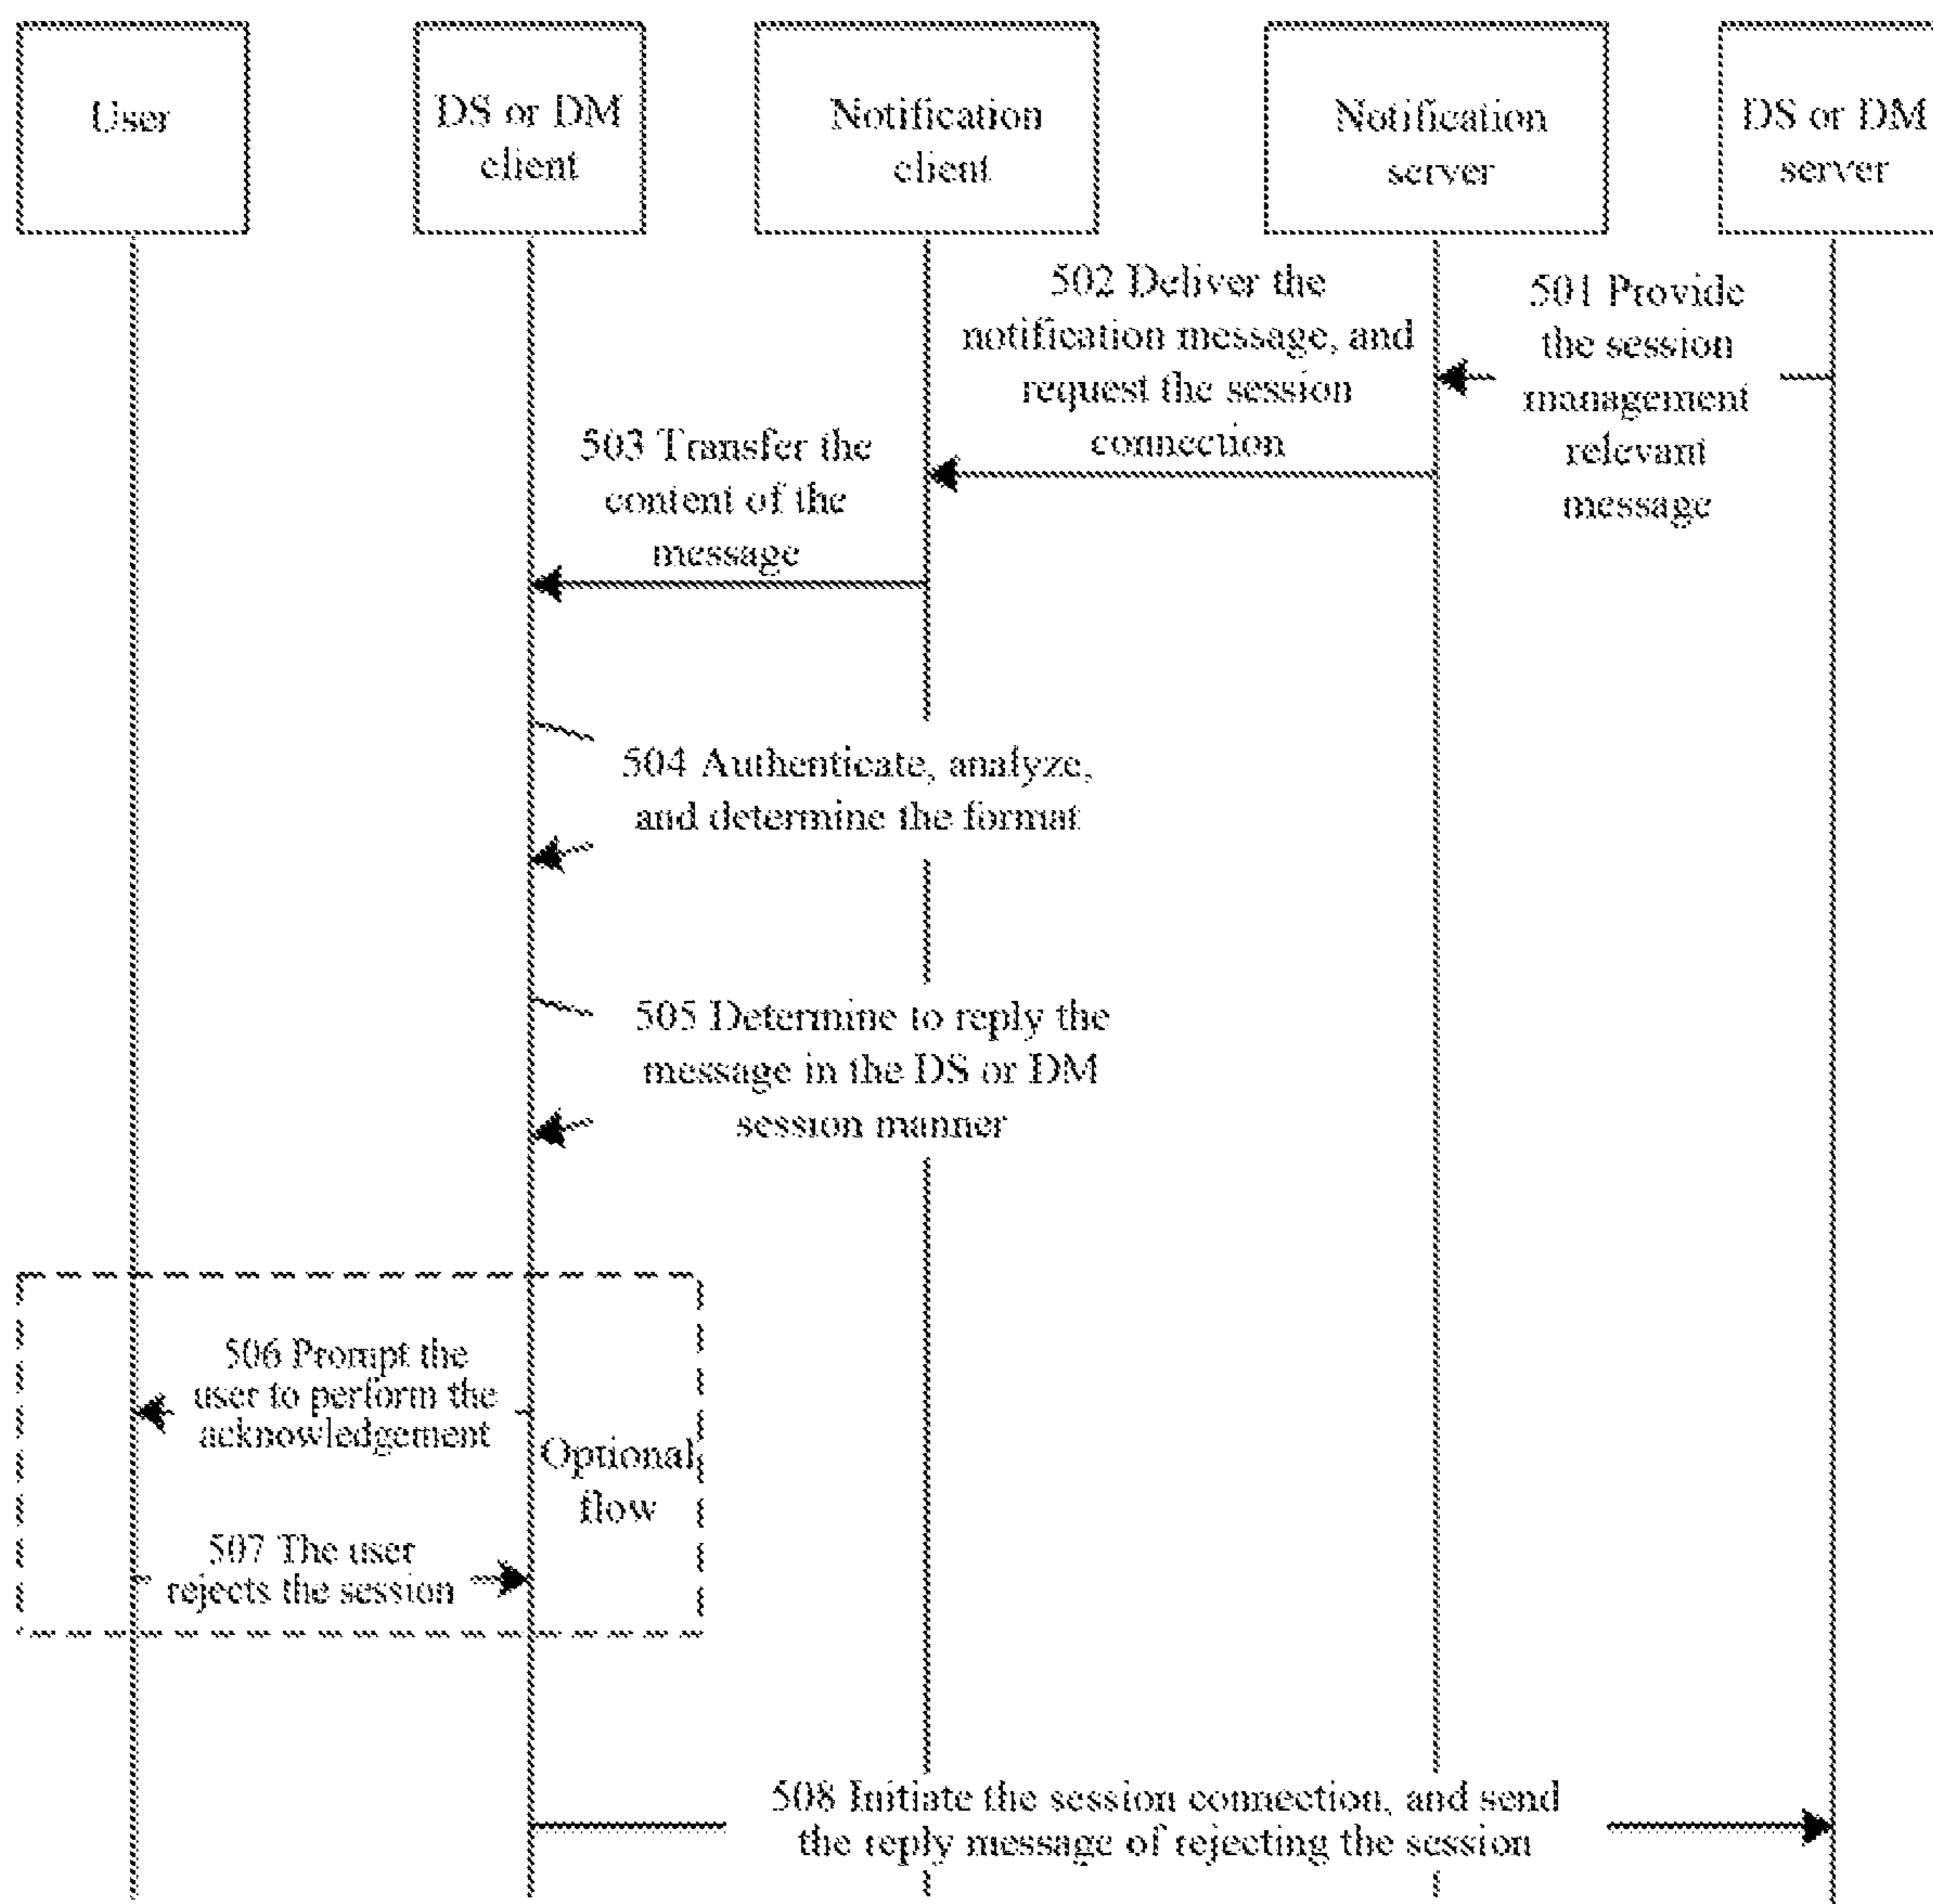 User
DS or DM
client
Notification
client
Notification
server
DS or DM
server
501 Provide
the session
management
relevant
message
502 Deliver the
notification message, and
request the session
connection
503 Transfer the
content of the
message
504 Authenticate, analyze,
and determine the format
505 Determine to reply the
message in the DS or DM
session manner
506 Prompt the
user to perform the
acknowledgement
Optional
flow
507 The user
rejects the session
508 Initiate the session connection, and send
the reply message of rejecting the session